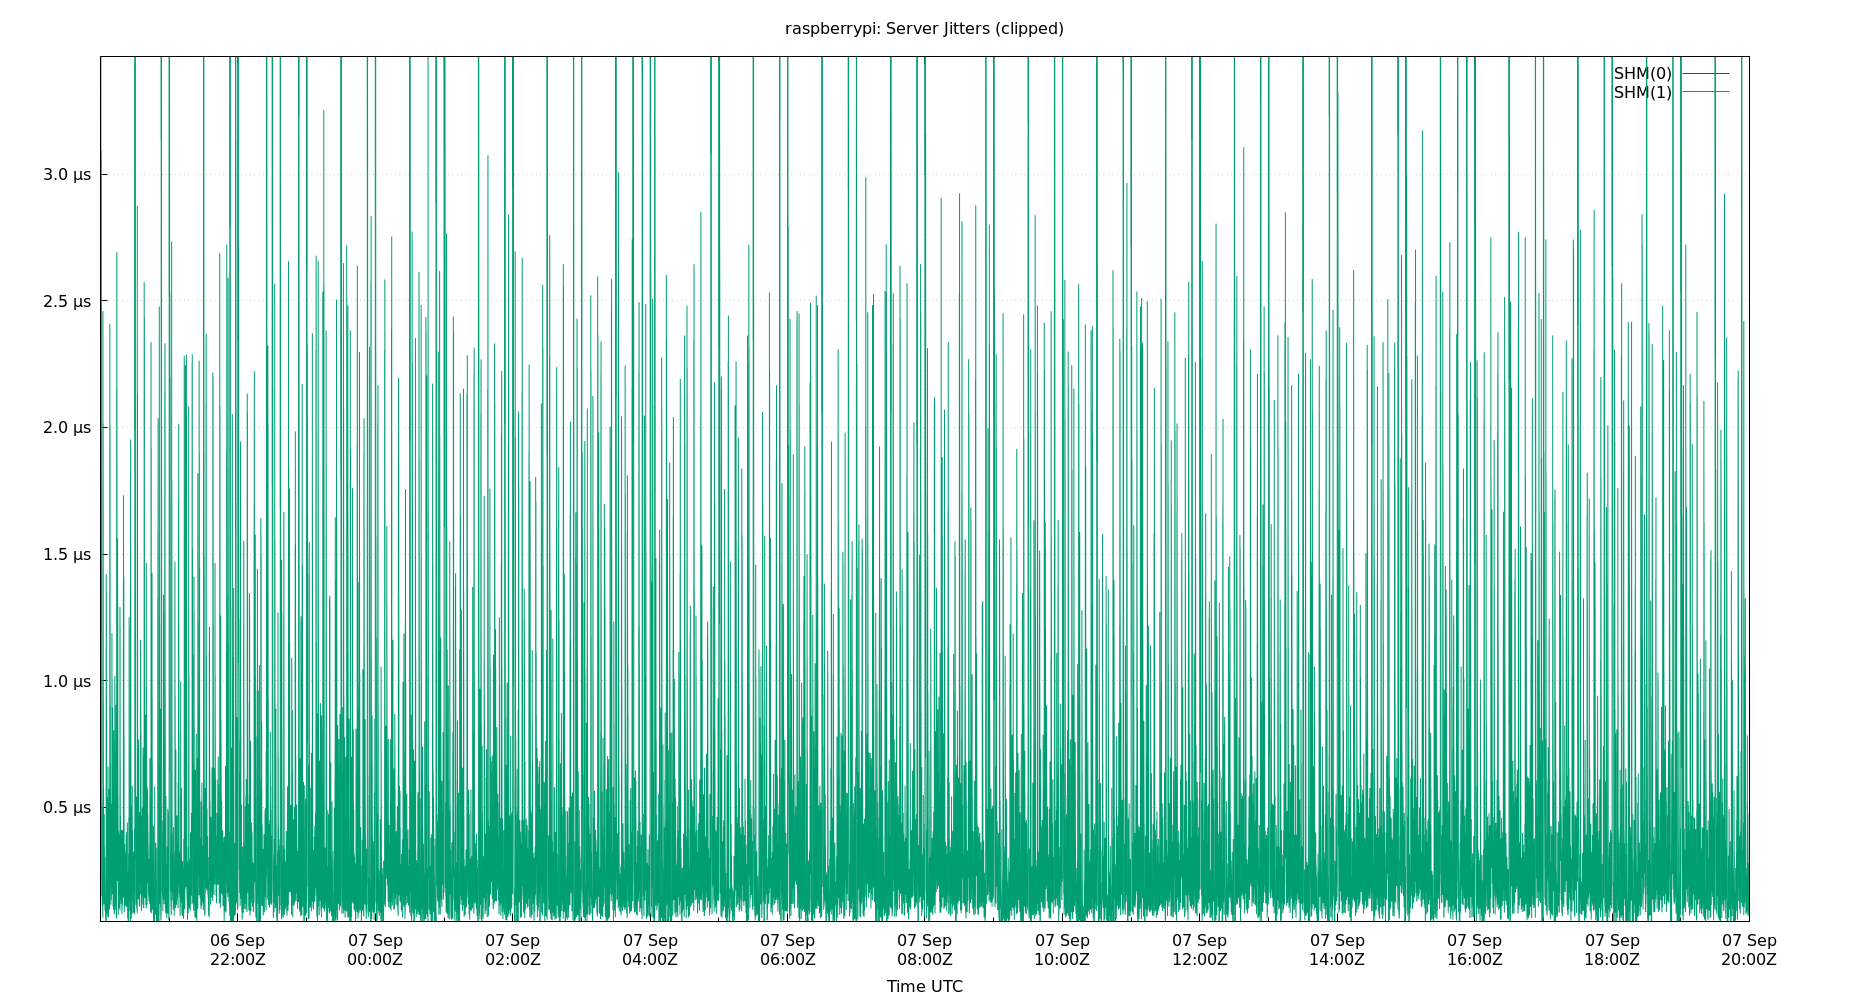 raspberrypi: Server Jitters (clipped)
SHM(0)
SHM(1)
3.0 µs
2.5 µs
2.0 µs
1.5 µs
1.0 µs
0.5 µs
06 Sep 07 Sep 07 Sep 07 Sep 07 Sep 07 Sep 07 Sep 07 Sep 07 Sep 07 Sep 07 Sep 07 Sep
22:00Z 00:00Z 02:00Z 04:00Z 06:00Z 08:00Z 10:00Z 12:00Z 14:00Z 16:00Z 18:00Z 20:00Z
Time UTC